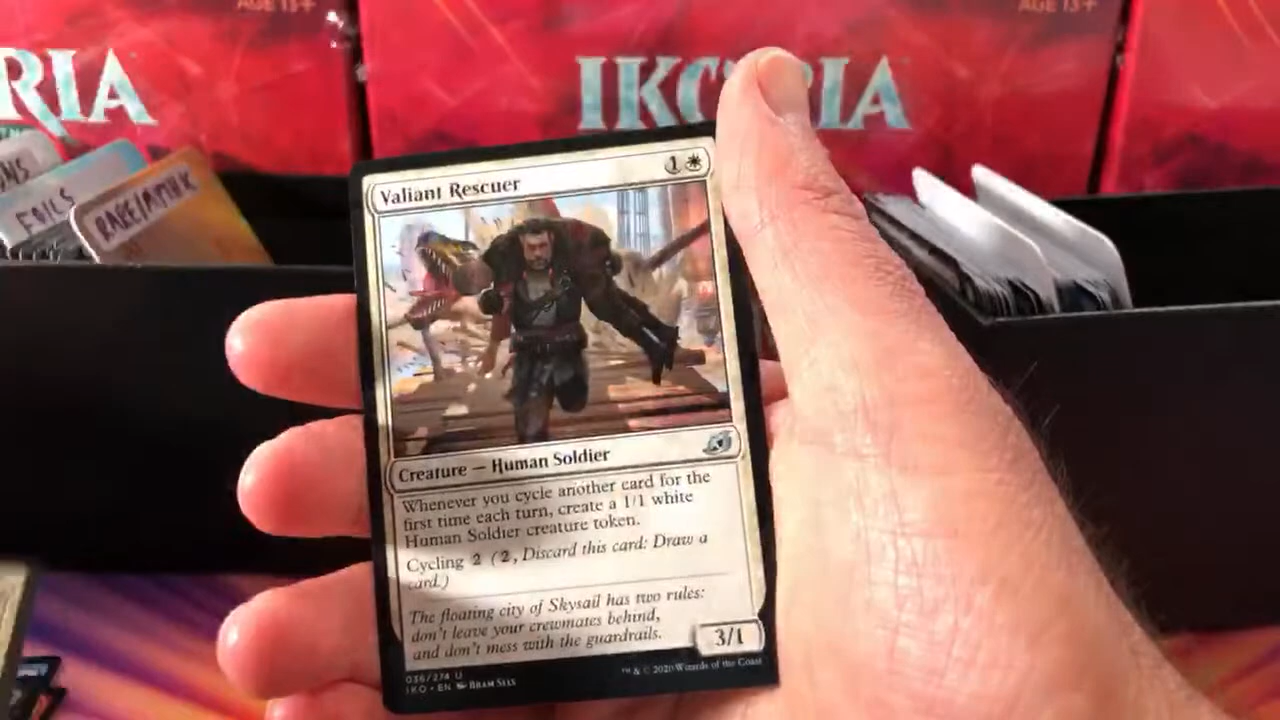 AGE 13+
AGE 13+
RIA
IKORIA
FOILS
RARE/MYTHIC
Valiant Rescuer
1
Creature — Human Soldier
Whenever you cycle another card for the
first time each turn, create a 1/1 white
Human Soldier creature token.
Cycling 2 (2, Discard this card: Draw a
card.)
The floating city of Skysail has two rules:
don't leave your crewmates behind,
and don't mess with the guardrails.
3/1
036/274 U
IKO • EN Bram Sels
™ & © 2020 Wizards of the Coast